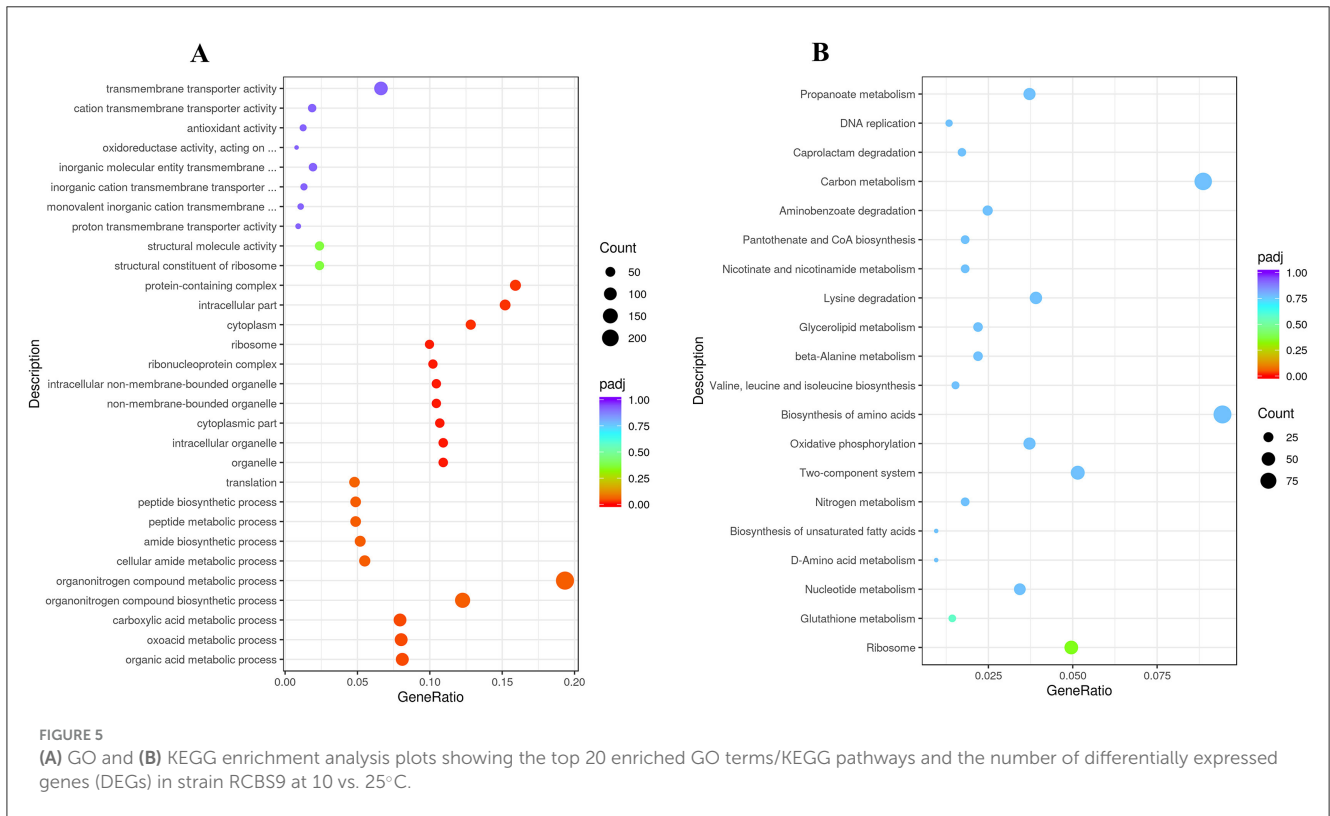 A
transmembrane transporter activity
cation transmembrane transporter activity
antioxidant activity
oxidoreductase activity, acting on ...
inorganic molecular entity transmembrane ...
inorganic cation transmembrane transporter ...
monovalent inorganic cation transmembrane ...
proton transmembrane transporter activity
structural molecule activity
structural constituent of ribosome
protein-containing complex
intracellular part
cytoplasm
ribosome
ribonucleoprotein complex
intracellular non-membrane-bounded organelle
non-membrane-bounded organelle
cytoplasmic part
intracellular organelle
organelle
translation
peptide biosynthetic process
peptide metabolic process
amide biosynthetic process
cellular amide metabolic process
organonitrogen compound metabolic process
organonitrogen compound biosynthetic process
carboxylic acid metabolic process
oxoacid metabolic process
organic acid metabolic process
Description
0.00 0.05 0.10 0.15 0.20
GeneRatio
Count
50
100
150
200
padj
1.00
0.75
0.50
0.25
0.00
B
Propanoate metabolism
DNA replication
Caprolactam degradation
Carbon metabolism
Aminobenzoate degradation
Pantothenate and CoA biosynthesis
Nicotinate and nicotinamide metabolism
Lysine degradation
Glycerolipid metabolism
beta-Alanine metabolism
Valine, leucine and isoleucine biosynthesis
Biosynthesis of amino acids
Oxidative phosphorylation
Two-component system
Nitrogen metabolism
Biosynthesis of unsaturated fatty acids
D-Amino acid metabolism
Nucleotide metabolism
Glutathione metabolism
Ribosome
Description
0.025 0.050 0.075
GeneRatio
padj
1.00
0.75
0.50
0.25
0.00
Count
25
50
75
FIGURE 5
(A) GO and (B) KEGG enrichment analysis plots showing the top 20 enriched GO terms/KEGG pathways and the number of differentially expressed
genes (DEGs) in strain RCBS9 at 10 vs. 25°C.